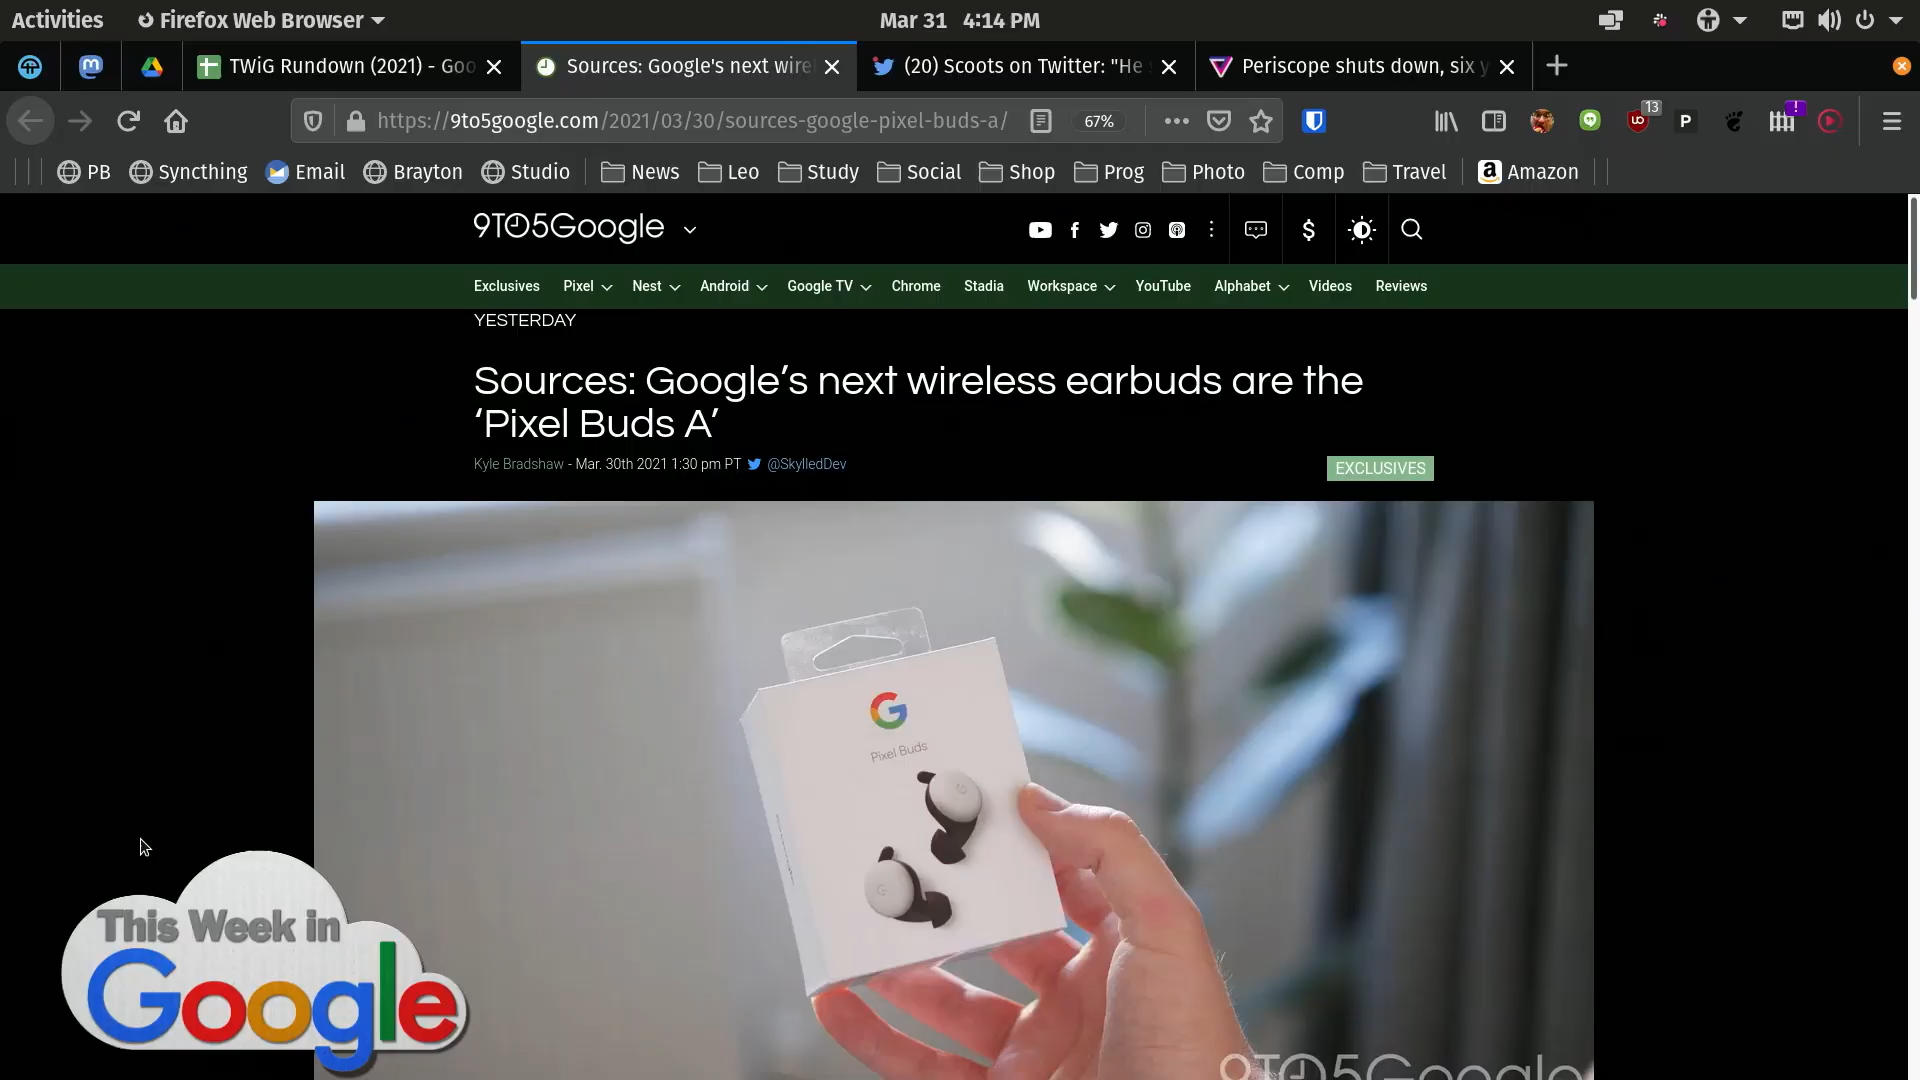 Activities
Firefox Web Browser
Mar 31 4:14 PM
TWiG Rundown (2021) - Goo
Sources: Google's next wire
(20) Scoots on Twitter: "He
Periscope shuts down, six y
https://9to5google.com/2021/03/30/sources-google-pixel-buds-a/
67%
13
P
PB
Syncthing
Email
Brayton
Studio
News
Leo
Study
Social
Shop
Prog
Photo
Comp
Travel
Amazon
9TO5Google
Exclusives
Pixel
Nest
Android
Google TV
Chrome
Stadia
Workspace
YouTube
Alphabet
Videos
Reviews
YESTERDAY
Sources: Google’s next wireless earbuds are the
‘Pixel Buds A’
Kyle Bradshaw - Mar. 30th 2021 1:30 pm PT @SkylledDev
EXCLUSIVES
G
Pixel Buds
This Week in
Google
9TO5Google